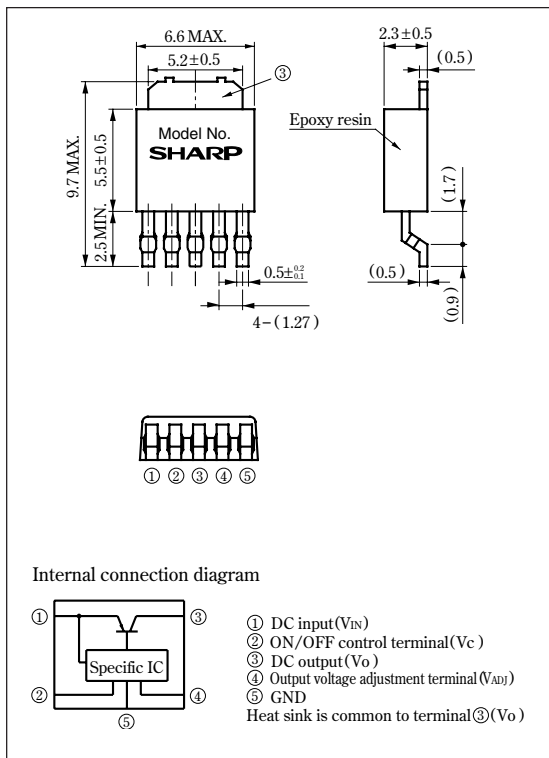 6.6 MAX.
5.2±0.5
③
2.3±0.5
(0.5)
Epoxy resin
Model No.
SHARP
9.7 MAX.
5.5±0.5
2.5 MIN.
(1.7)
0.5±0.2 0.1
(0.5)
(0.9)
4–(1.27)
① ② ③ ④ ⑤
Internal connection diagram
① ③
Specific IC
② ④
⑤
① DC input(VIN)
② ON/OFF control terminal(Vc)
③ DC output(Vo)
④ Output voltage adjustment terminal(VADJ)
⑤ GND
Heat sink is common to terminal③(Vo)